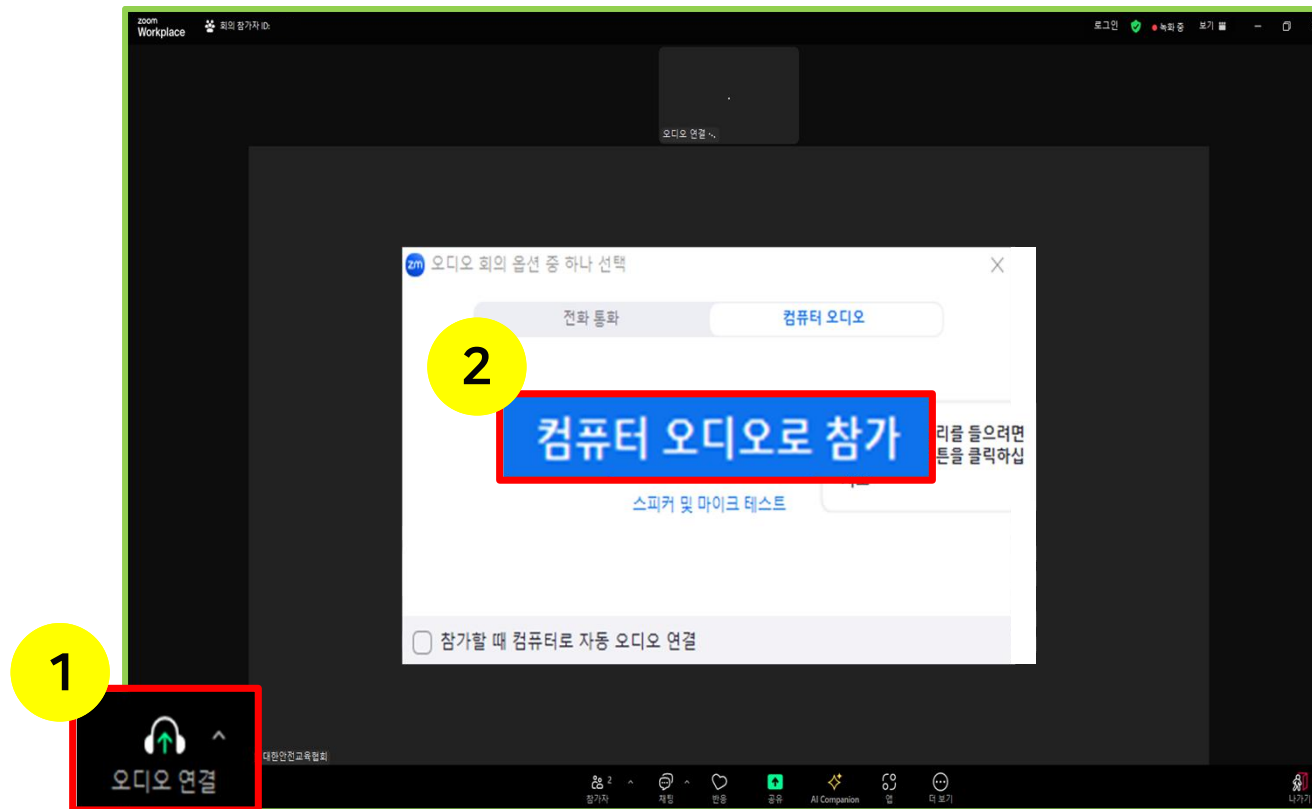 zoom
Workplace
회의 참가자 ID:
로그인
녹화 중
보기
오디오 연결
zm 오디오 회의 옵션 중 하나 선택
전화 통화
컴퓨터 오디오
2
컴퓨터 오디오로 참가
리를 들으려면
튼을 클릭하십
스피커 및 마이크 테스트
참가할 때 컴퓨터로 자동 오디오 연결
1
오디오 연결
대한안전교육협회
2
참가자
채팅
반응
공유
AI Companion
앱
더 보기
나가기